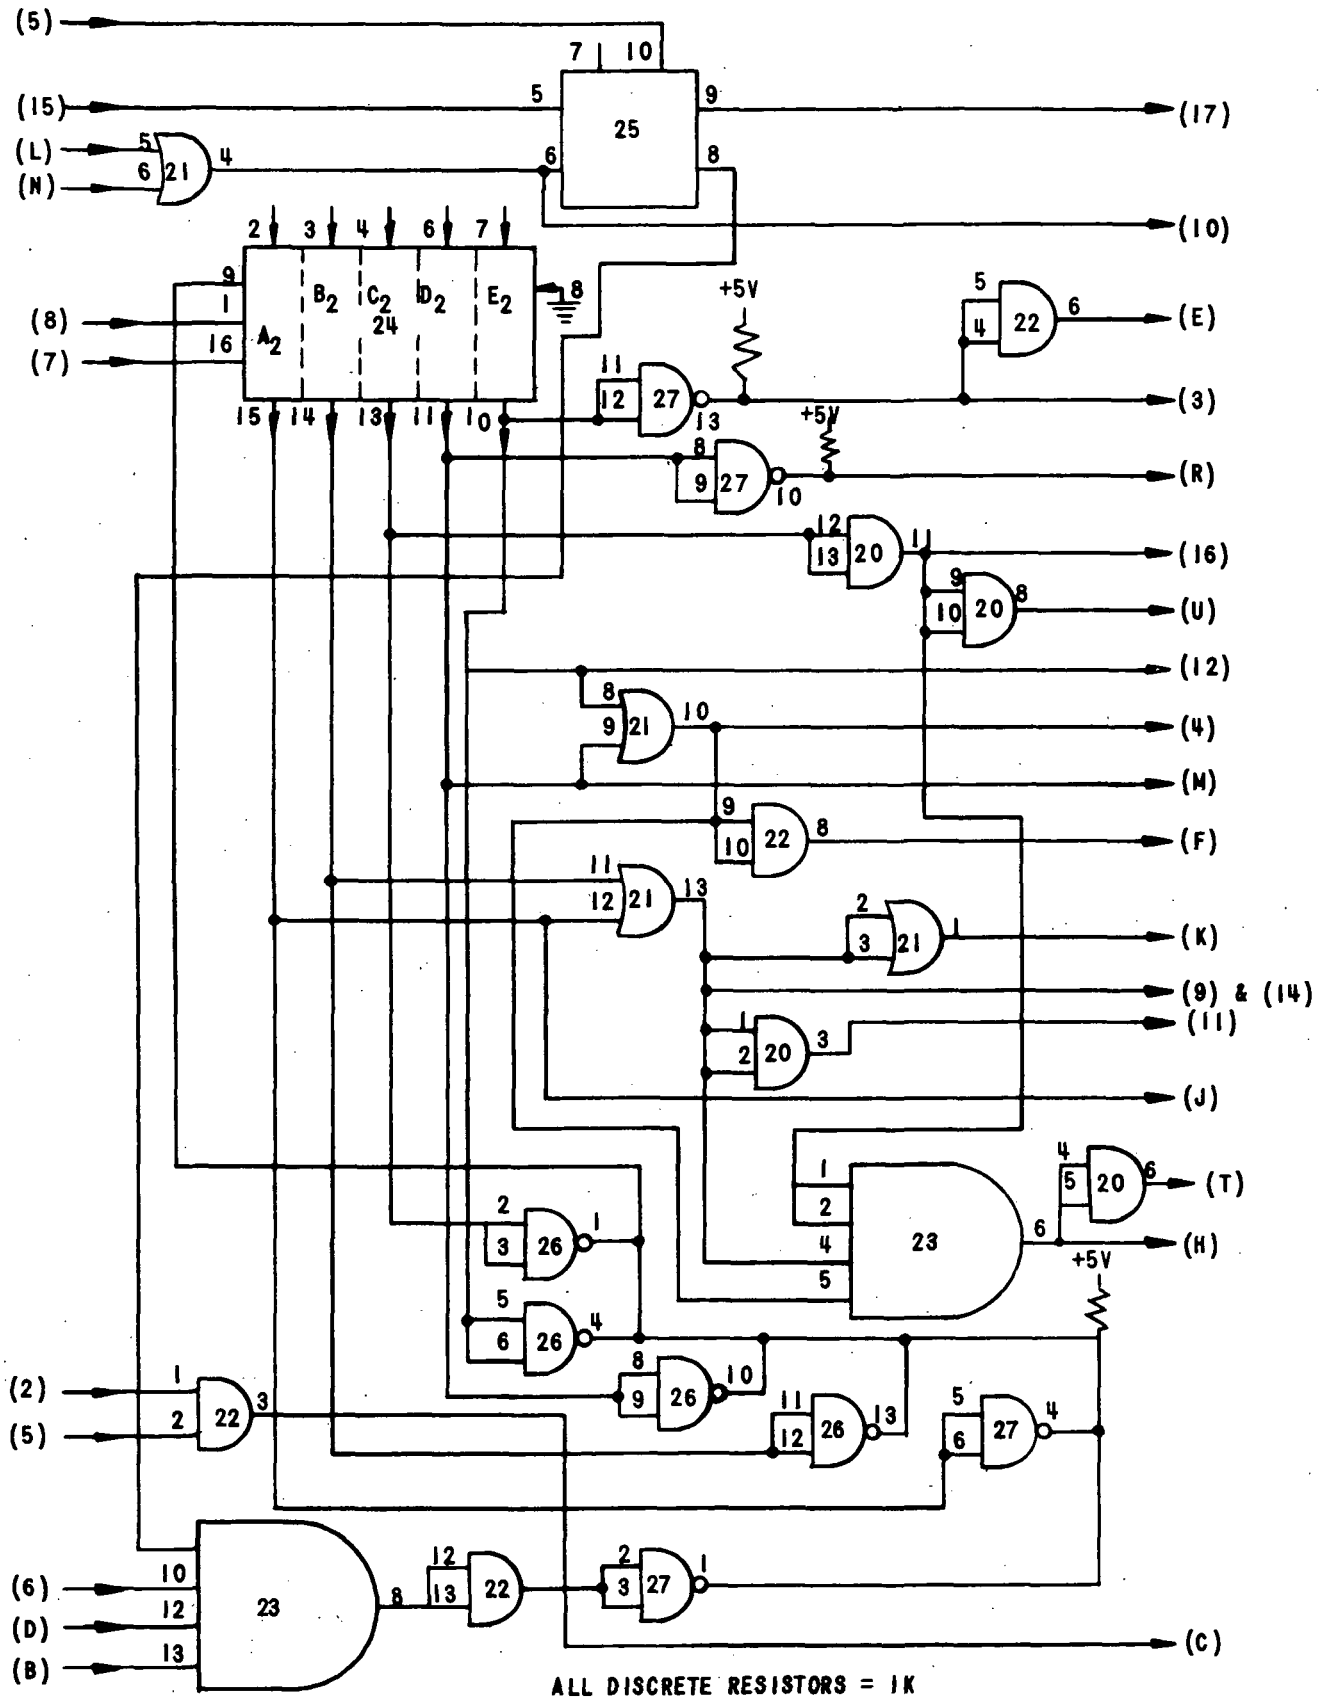 (5)
7 10
(15) 5 25 9 (17)
(L) 5 21 4 6 8
(N) 6
(10)
2 3 4 6 7
9 B2 C2 D2 E2 8 +5V 5 22 6 (E)
(8) 1 24 4
(7) 16 A2
11 27 (3)
12 13
15 14 13 11 10 +5V
8 27 (R)
9 10
12 20 11 (16)
13
9 20 8 (U)
10
(12)
8 21 10 (4)
9
(M)
9 22 8 (F)
10
11 21 13
12
2 21 1 (K)
3
(9) & (14)
1 20 3 (11)
2
(J)
4 20 6 (T)
5
1
2 23 6 (H)
4
5
2 26 1
3
+5V
5 26 4
6
8 26 10
9
(2) 1 22 3
(5) 2
11 26 13
12
5 27 4
6
(6) 10 23 8
(D) 12
(B) 13
12 22
13
2 27 1
3
(C)
ALL DISCRETE RESISTORS = 1K